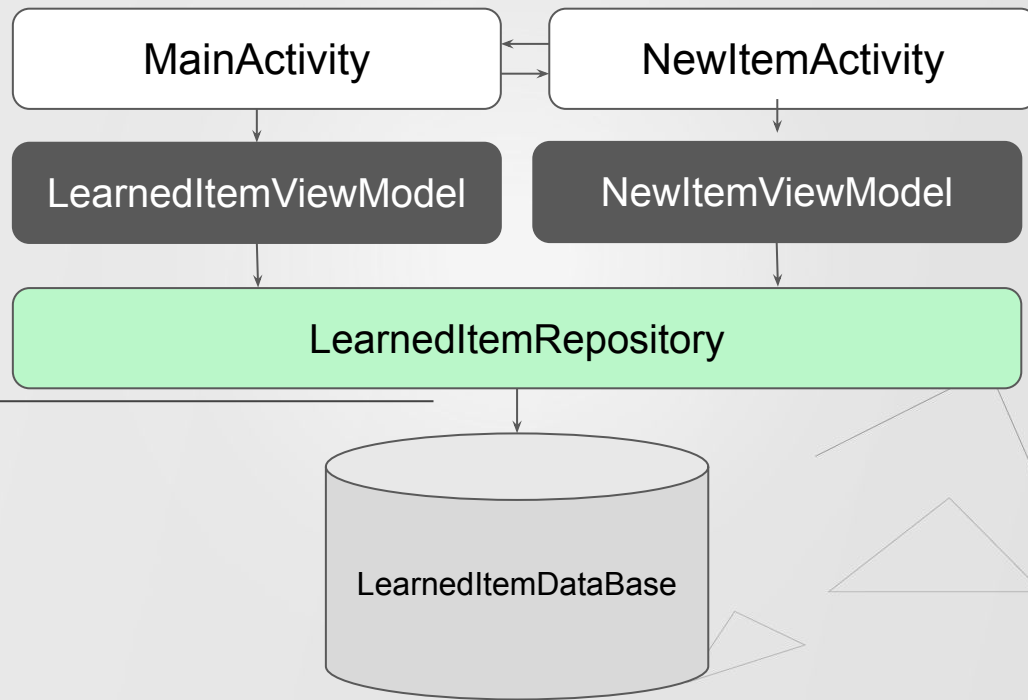 MainActivity
NewItemActivity
LearnedItemViewModel
NewItemViewModel
LearnedItemRepository
LearnedItemDataBase